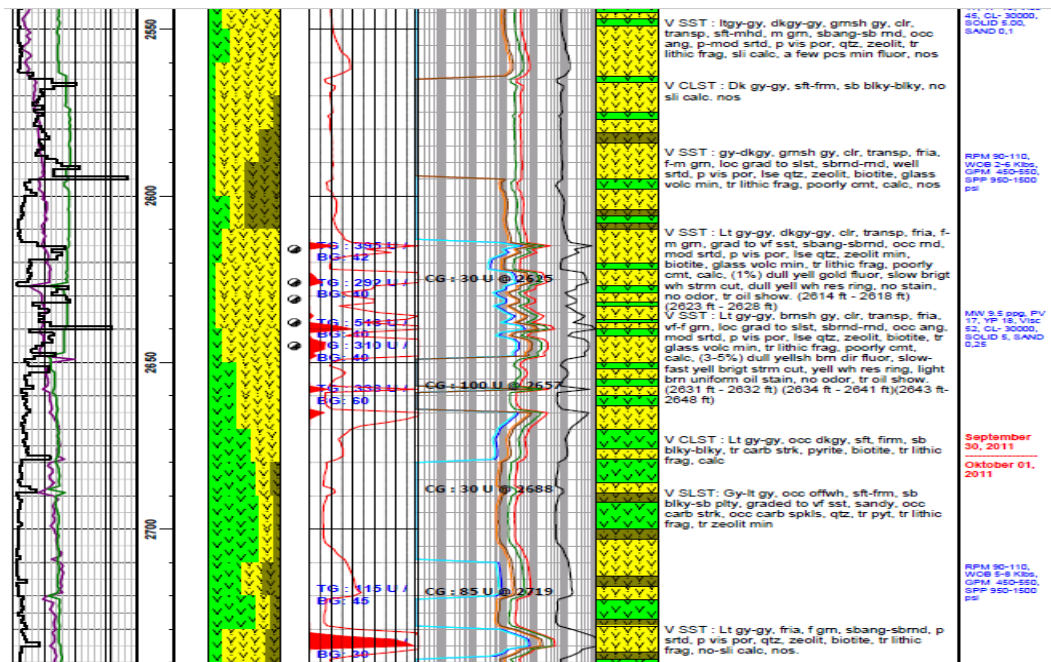 45, CL- 30000,
SOLID 5.00,
SAND 0,1
V SST : ltgy-gy, dkgy-gy, grnsh gy, clr,
transp, sft-mhd, m grn, sbang-sb rnd, occ
ang, p-mod srtd, p vis por, qtz, zeolit, tr
lithic frag, sli calc, a few pcs min fluor, nos
V CLST : Dk gy-gy, sft-frm, sb blky-blky, no
sli calc. nos
V SST : gy-dkgy, grnsh gy, clr, transp, fria,
f-m grn, loc grad to slst, sbrnd-rnd, well
srtd, p vis por, lse qtz, zeolit, biotite, glass
volc min, tr lithic frag, poorly cmt, calc, nos
RPM 90-110,
WOB 2-6 Klbs,
GPM 450-550,
SPP 950-1500
psi
V SST : Lt gy-gy, dkgy-gy, clr, transp, fria, f-
m grn, grad to vf sst, sbang-sbrnd, occ rnd,
mod srtd, p vis por, lse qtz, zeolit min,
biotite, glass volc min, tr lithic frag, poorly
cmt, calc, (1%) dull yell gold fluor, slow brigt
wh strm cut, dull yell wh res ring, no stain,
no odor, tr oil show. (2614 ft - 2618 ft)
(2623 ft - 2628 ft)
V SST : Lt gy-gy, brnsh gy, clr, transp, fria,
vf-f grn, loc grad to slst, sbrnd-rnd, occ ang,
mod srtd, p vis por, lse qtz, zeolit, biotite, tr
glass volc min, tr lithic frag, poorly cmt,
calc, (3-5%) dull yellsh brn dir fluor, slow-
fast yell brigt strm cut, yell wh res ring, light
brn uniform oil stain, no odor, tr oil show.
(2631 ft - 2632 ft) (2634 ft - 2641 ft)(2643 ft-
2648 ft)
MW 9.5 ppg, PV
17, YP 18, Visc
52, CL- 30000,
SOLID 5, SAND
0,25
V CLST : Lt gy-gy, occ dkgy, sft, firm, sb
blky-blky, tr carb strk, pyrite, biotite, tr lithic
frag, calc
September
30, 2011
Oktober 01,
2011
V SLST: Gy-lt gy, occ offwh, sft-frm, sb
blky-sb plty, graded to vf sst, sandy, occ
carb strk, occ carb spkls, qtz, tr pyt, tr lithic
frag, tr zeolit min
RPM 90-110,
WOB 5-8 Klbs,
GPM 450-550,
SPP 950-1500
psi
V SST : Lt gy-gy, fria, f grn, sbang-sbrnd, p
srtd, p vis por, qtz, zeolit, biotite, tr lithic
frag, no-sli calc, nos.
2550
2600
2650
2700
TG : 395 U /
BG: 42
TG : 292 U /
BG: 40
TG : 548 U /
BG: 40
TG : 310 U /
BG: 40
TG : 333 U /
BG: 60
TG : 115 U /
BG: 45
BG: 30
CG : 30 U @ 2625
CG : 100 U @ 2657
CG : 30 U @ 2688
CG : 85 U @ 2719